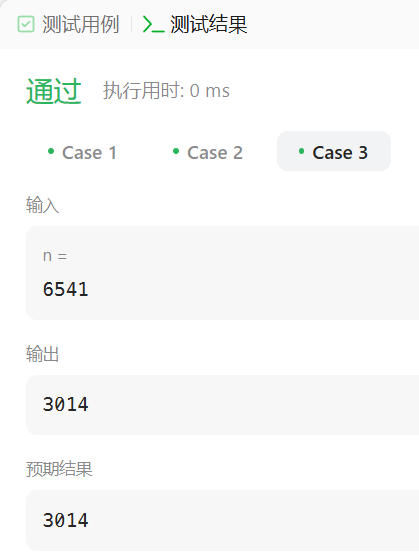 测试用例 测试结果
通过 执行用时: 0 ms
Case 1 Case 2 Case 3
输入
n =
6541
输出
3014
预期结果
3014